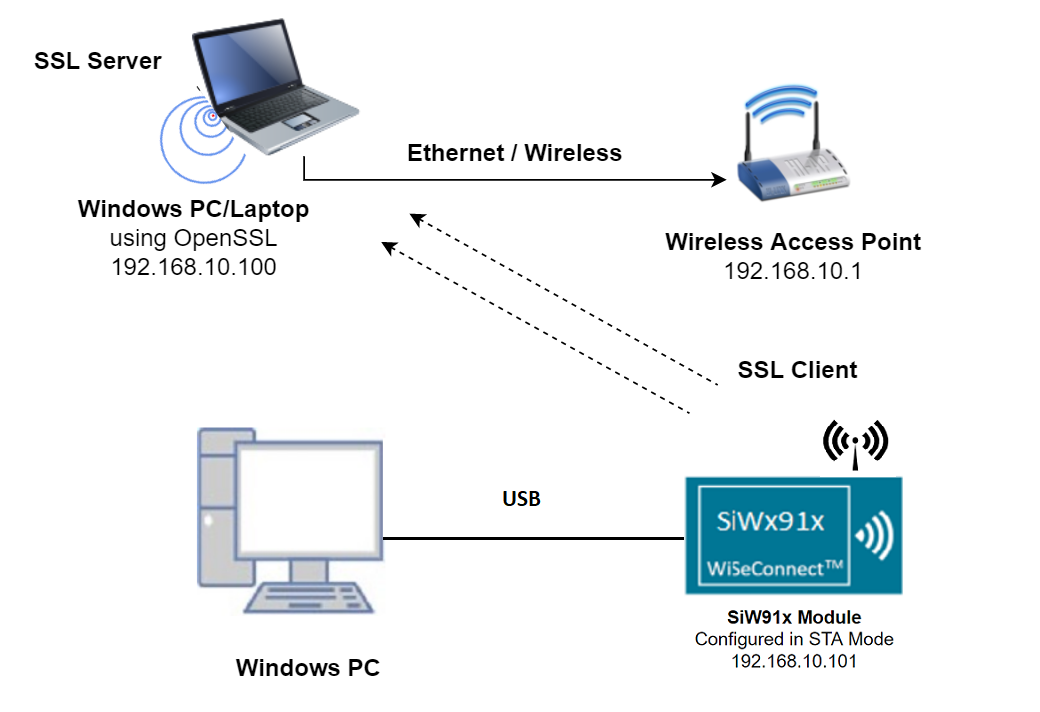 SSL Server
Ethernet / Wireless
Windows PC/Laptop
using OpenSSL
192.168.10.100
Wireless Access Point
192.168.10.1
SSL Client
USB
SiWx91x
WiSeConnect™
SiW91x Module
Configured in STA Mode
192.168.10.101
Windows PC